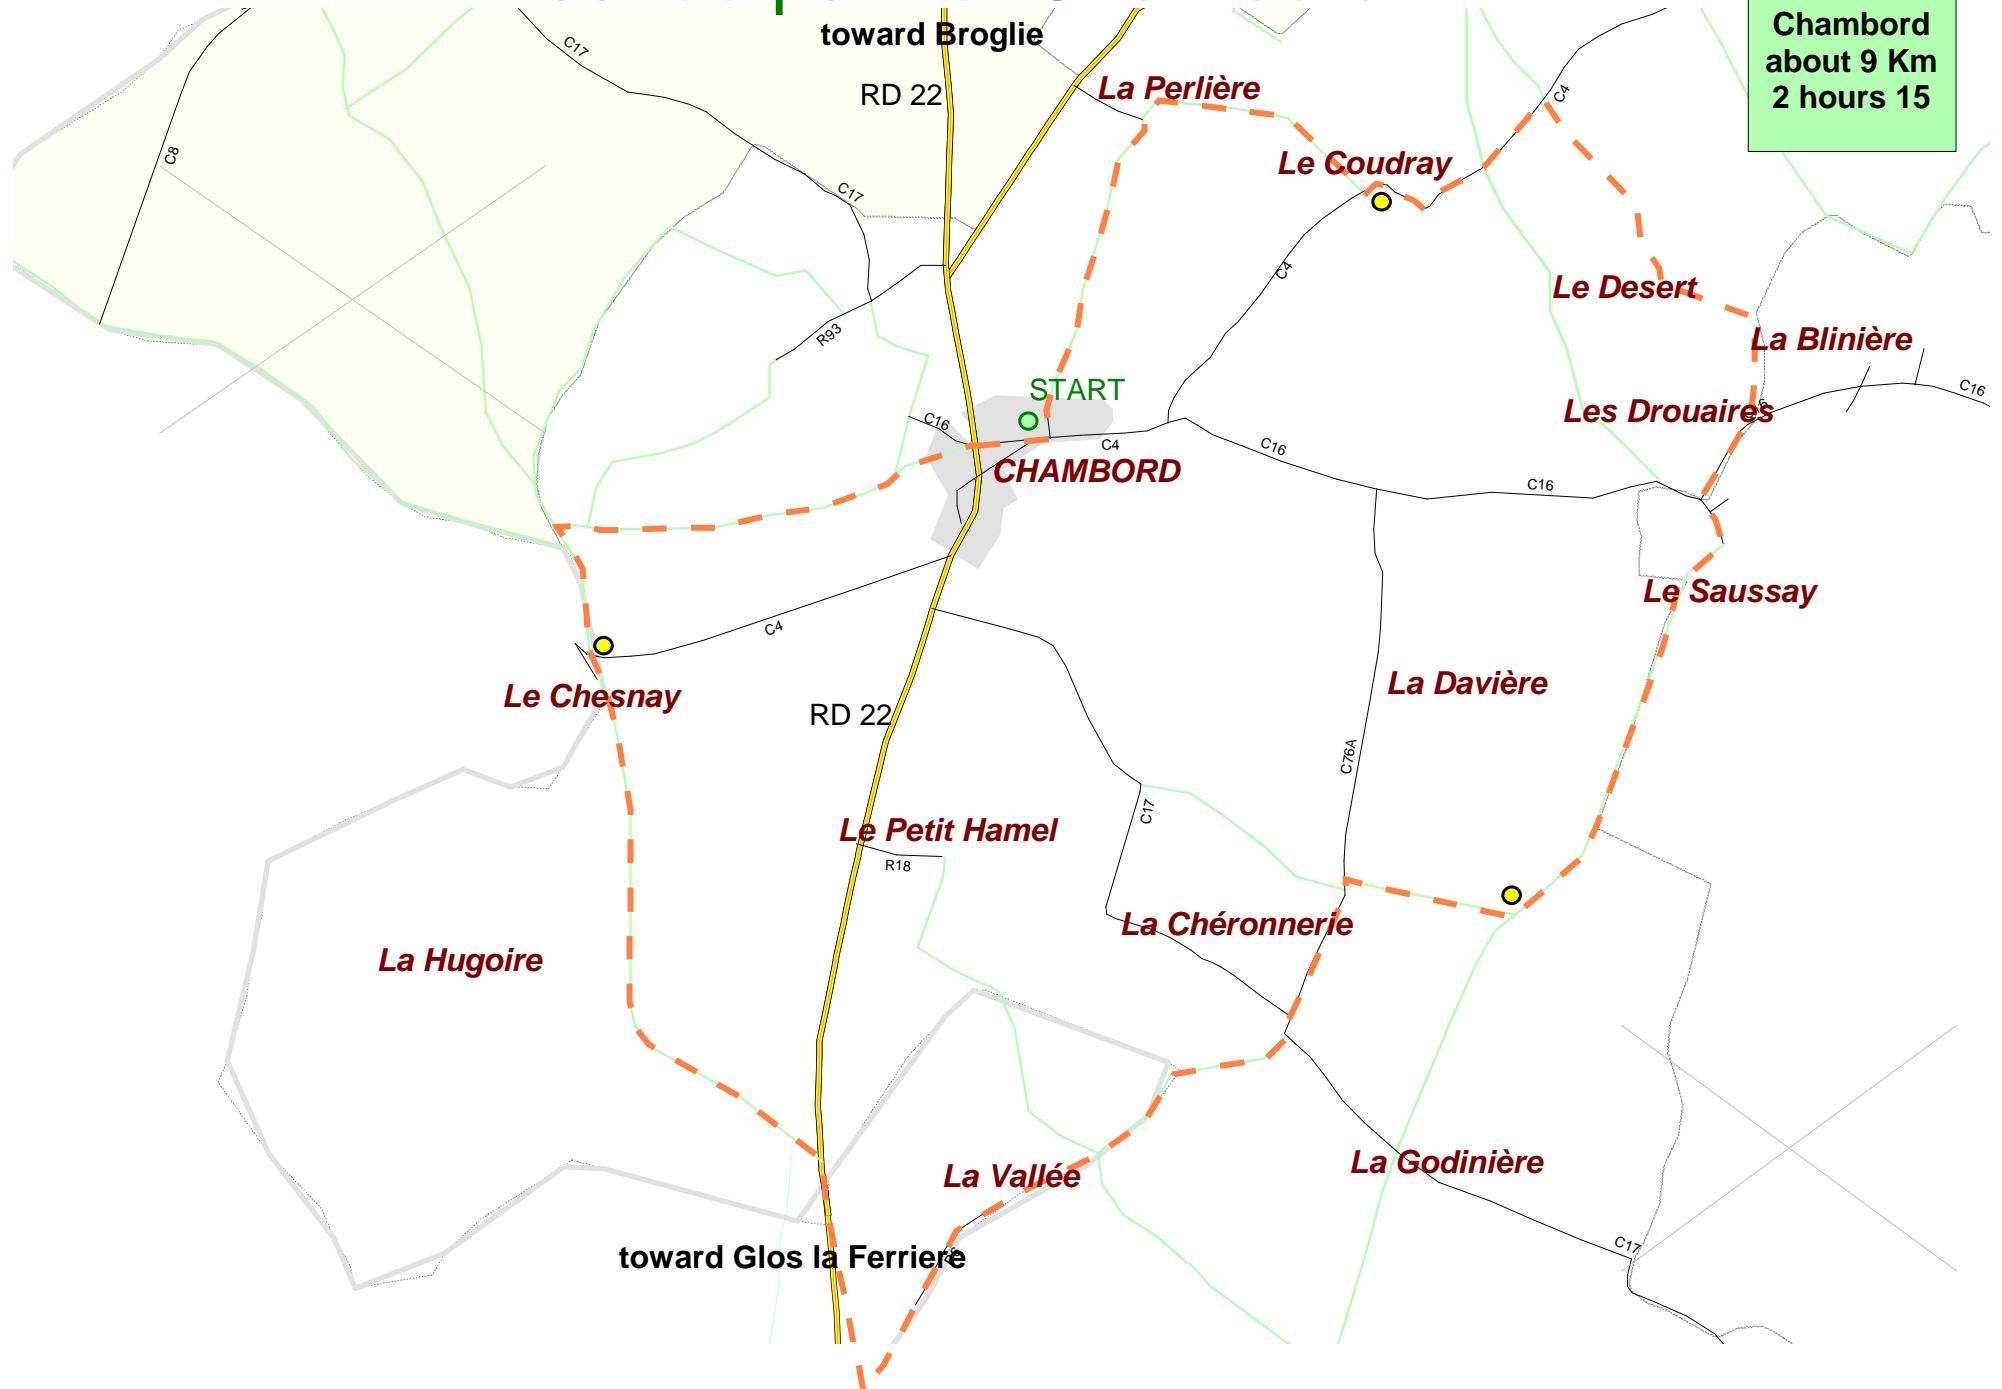 toward Broglie
Chambord
about 9 Km
2 hours 15
C17
RD 22
La Perlière
C4
C8
Le Coudray
C17
C4
Le Desert
R93
La Blinière
START
C16
Les Drouaires
C16
C4
CHAMBORD
C16
C16
Le Saussay
C4
Le Chesnay
La Davière
RD 22
C76A
C17
Le Petit Hamel
R18
La Chéronnerie
La Hugoire
La Vallée
La Godinière
C17
toward Glos la Ferriere